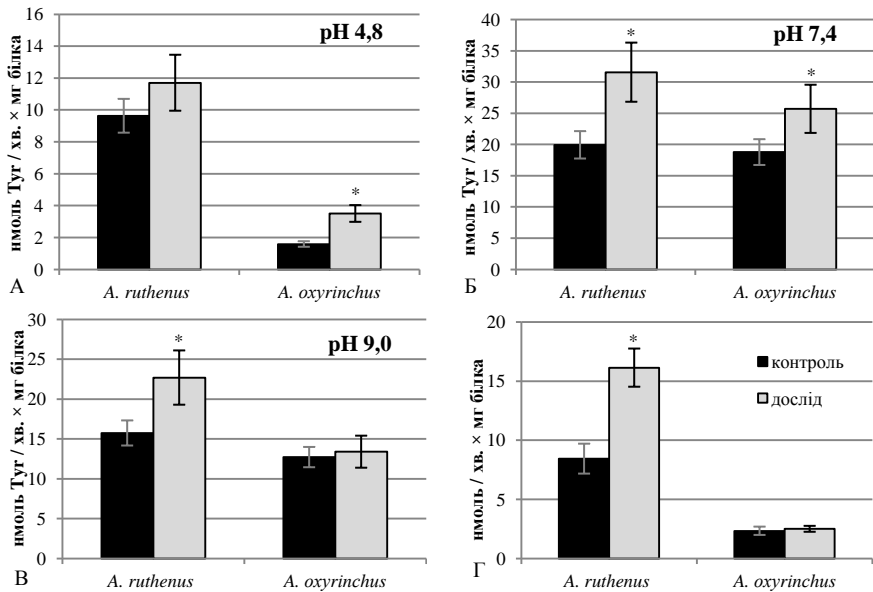 нмоль Tyr / хв. × мг білка
16
14
12
10
8
6
4
2
0
pH 4,8
*
A. ruthenus
A. oxyrinchus
А
нмоль Tyr / хв. × мг білка
40
35
30
25
20
15
10
5
0
pH 7,4
*
*
A. ruthenus
A. oxyrinchus
Б
нмоль Tyr / хв. × мг білка
30
25
20
15
10
5
0
pH 9,0
*
A. ruthenus
A. oxyrinchus
В
нмоль / хв. × мг білка
20
15
10
5
0
*
контроль
дослід
A. ruthenus
A. oxyrinchus
Г